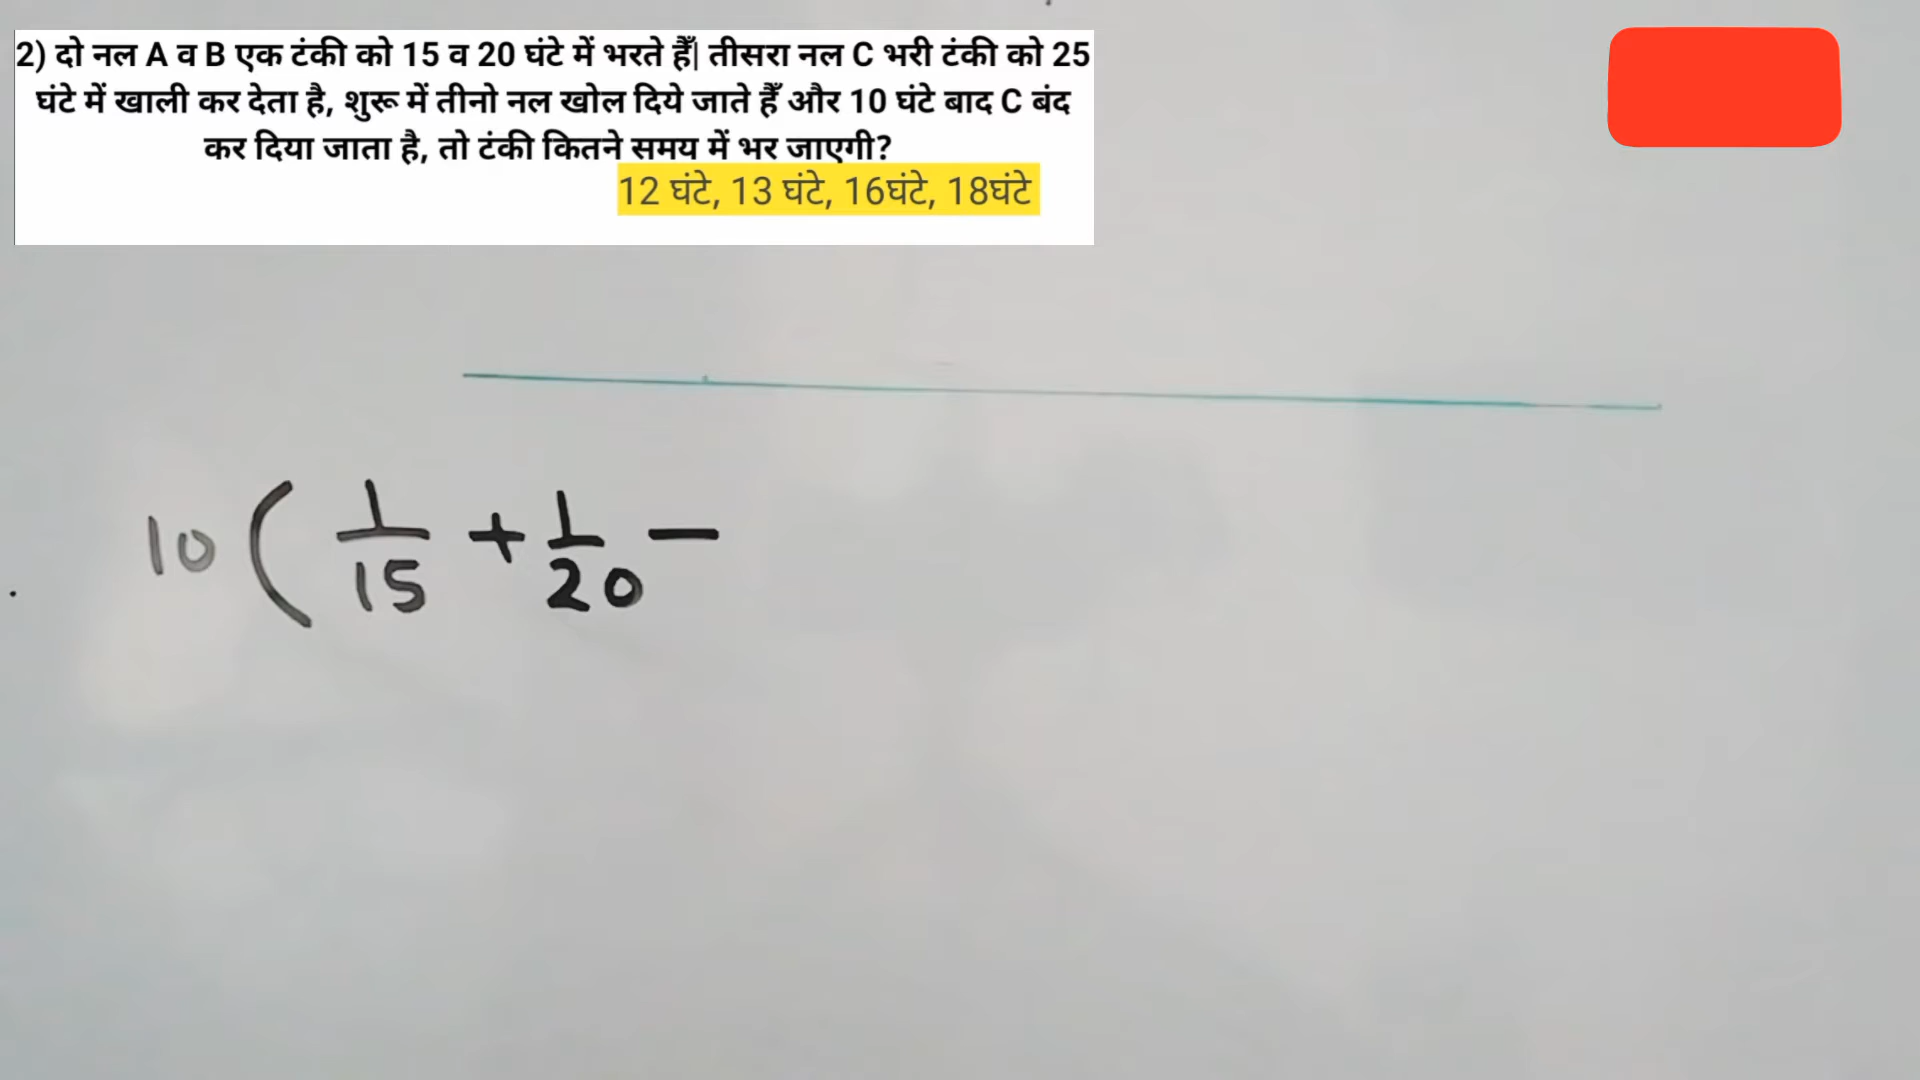 2) दो नल A व B एक टंकी को 15 व 20 घंटे में भरते हैँ| तीसरा नल C भरी टंकी को 25
घंटे में खाली कर देता है, शुरू में तीनो नल खोल दिये जाते हैँ और 10 घंटे बाद C बंद
कर दिया जाता है, तो टंकी कितने समय में भर जाएगी?
12 घंटे, 13 घंटे, 16घंटे, 18घंटे
10 ( 1/15 + 1/20 −